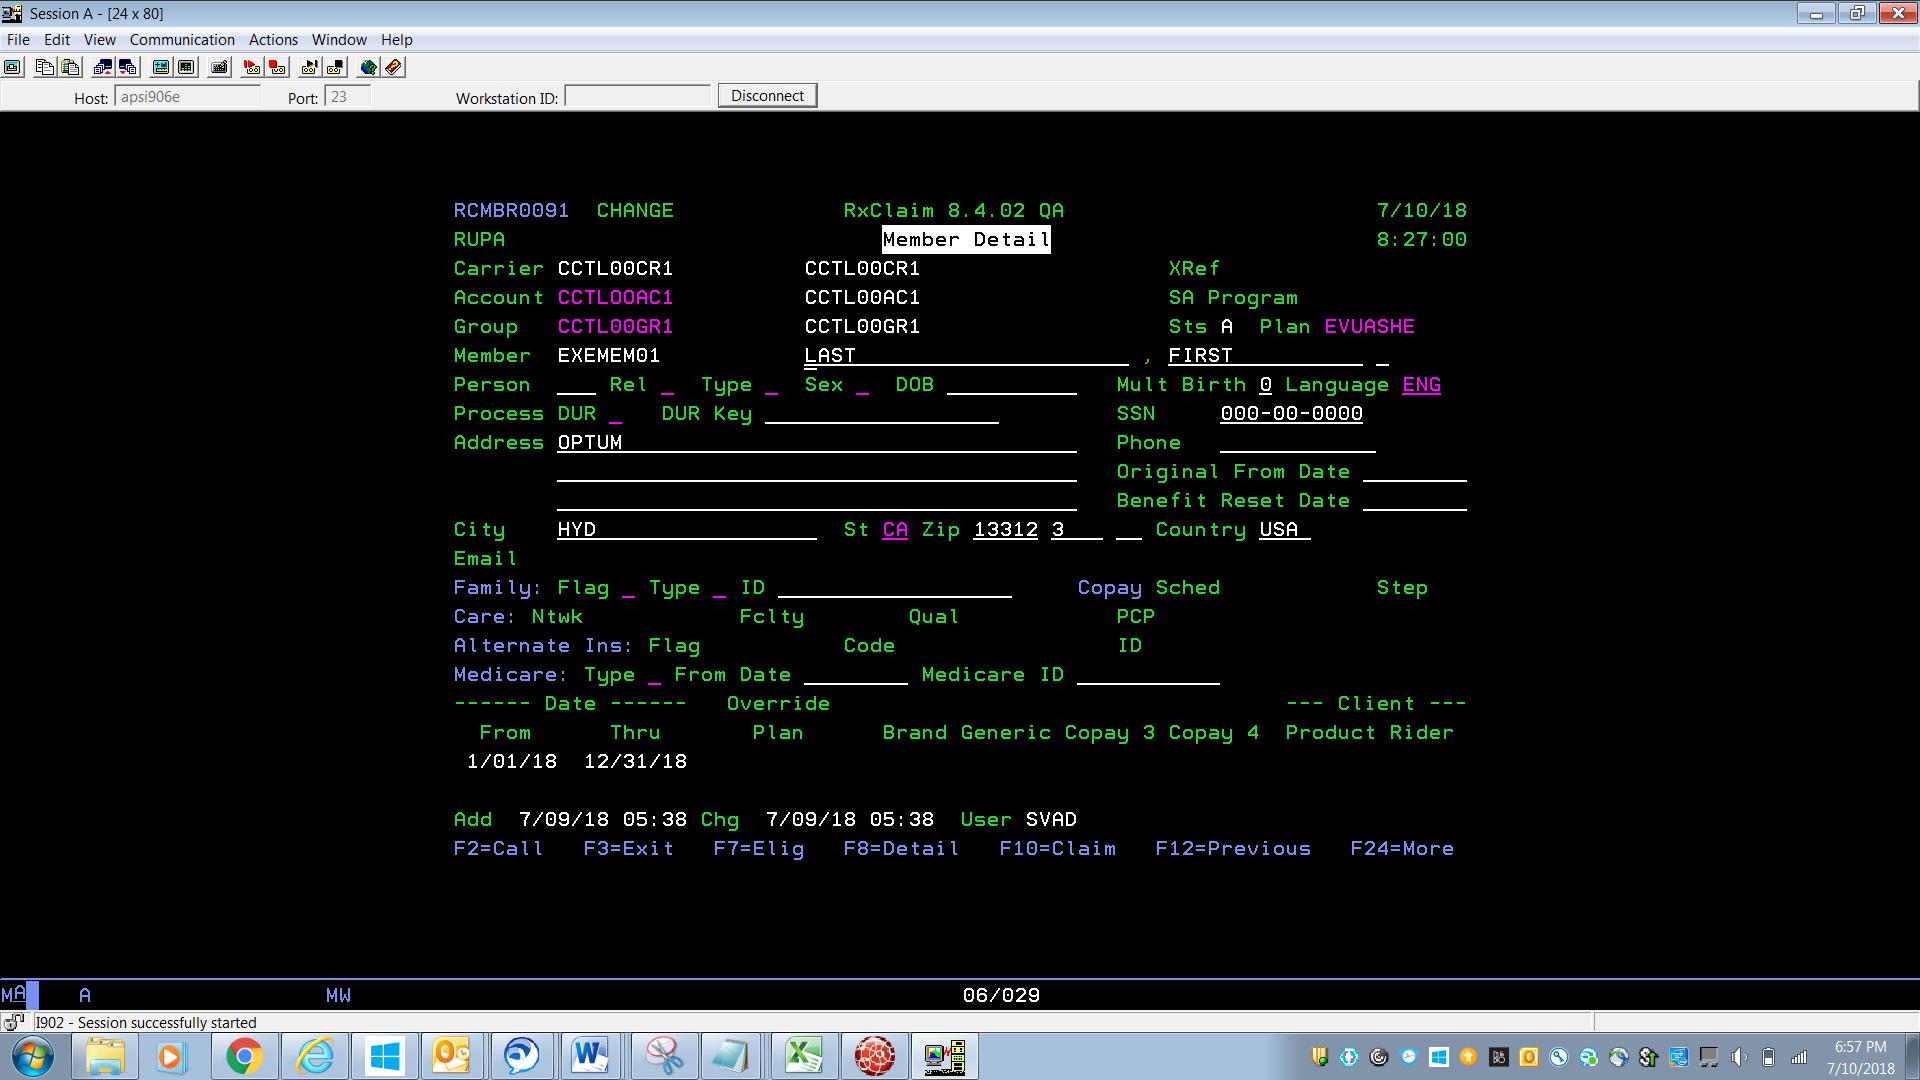 Session A - [24 x 80]
File Edit View Communication Actions Window Help
Host: apsi906e Port: 23 Workstation ID: Disconnect
RCMBR0091 CHANGE RxClaim 8.4.02 QA 7/10/18
RUPA Member Detail 8:27:00
Carrier CCTL00CR1 CCTL00CR1 XRef
Account CCTL00AC1 CCTL00AC1 SA Program
Group CCTL00GR1 CCTL00GR1 Sts A Plan EVUASHE
Member EXEMEM01 LAST , FIRST
Person Rel Type Sex DOB Mult Birth 0 Language ENG
Process DUR DUR Key SSN 000-00-0000
Address OPTUM Phone
Original From Date
Benefit Reset Date
City HYD St CA Zip 13312 3 Country USA
Email
Family: Flag Type ID Copay Sched Step
Care: Ntwk Fclty Qual PCP
Alternate Ins: Flag Code ID
Medicare: Type From Date Medicare ID
------ Date ------ Override --- Client ---
From Thru Plan Brand Generic Copay 3 Copay 4 Product Rider
1/01/18 12/31/18
Add 7/09/18 05:38 Chg 7/09/18 05:38 User SVAD
F2=Call F3=Exit F7=Elig F8=Detail F10=Claim F12=Previous F24=More
MA A MW 06/029
I902 - Session successfully started
6:57 PM
7/10/2018